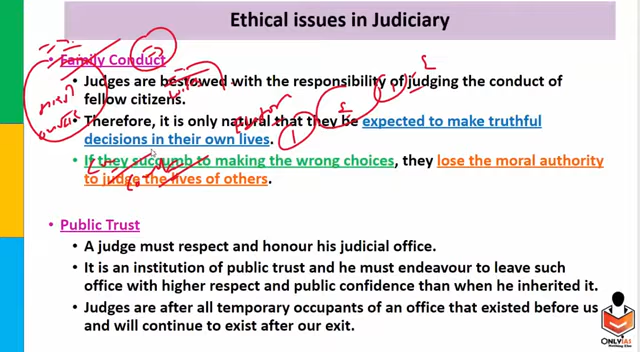 Ethical issues in Judiciary
Family Conduct
Judges are bestowed with the responsibility of judging the conduct of
fellow citizens.
Therefore, it is only natural that they be expected to make truthful
decisions in their own lives.
If they succumb to making the wrong choices, they lose the moral authority
to judge the lives of others.
Public Trust
A judge must respect and honour his judicial office.
It is an institution of public trust and he must endeavour to leave such
office with higher respect and public confidence than when he inherited it.
Judges are after all temporary occupants of an office that existed before us
and will continue to exist after our exit.
ONLYIAS